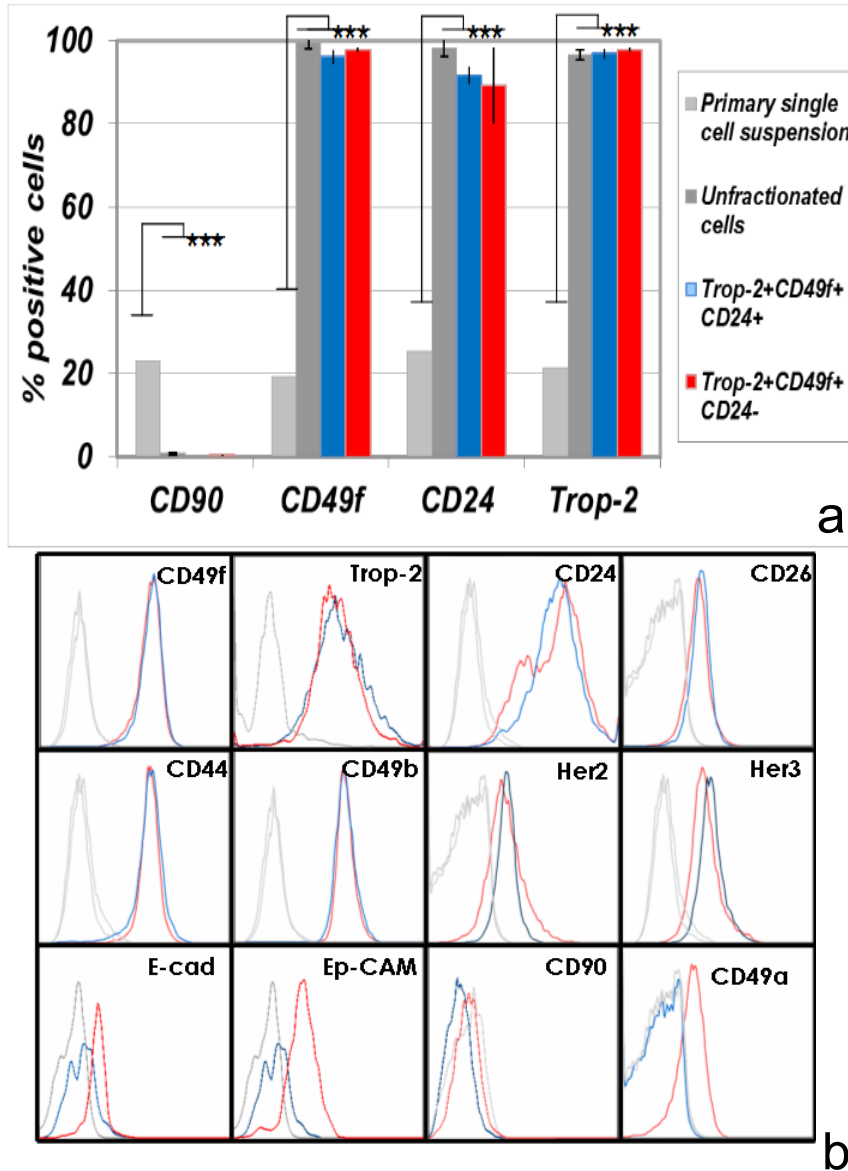 100
80
60
40
20
0
% positive cells
***
***
***
***
CD90
CD49f
CD24
Trop-2
Primary single
cell suspension
Unfractionated
cells
Trop-2+CD49f+
CD24+
Trop-2+CD49f+
CD24-
a
CD49f
Trop-2
CD24
CD26
CD44
CD49b
Her2
Her3
E-cad
Ep-CAM
CD90
CD49a
b